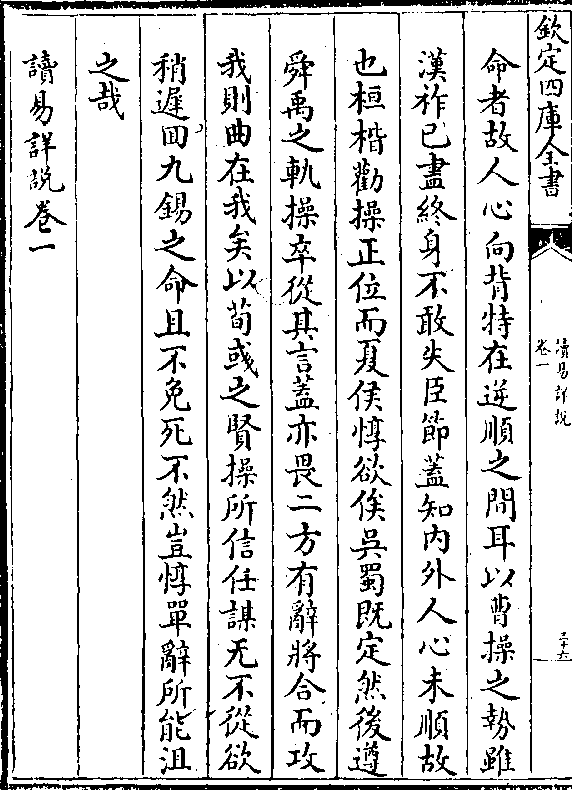 欽定四庫全書
讀易詳說
卷一
三十六
命者故人心向背特在逆順之間耳以曹操之勢雖
漢祚已盡終身不敢失臣節蓋知内外人心未順故
也桓楷勸操正位而夏侯惇欲俟吳蜀既定然後遵
舜禹之軌操卒從其言蓋亦畏二方有辭將合而攻
我則曲在我矣以荀彧之賢操所信任謀无不從欲
稍遲回九錫之命且不免死不然豈惇單辭所能沮
之哉
讀易詳說卷一